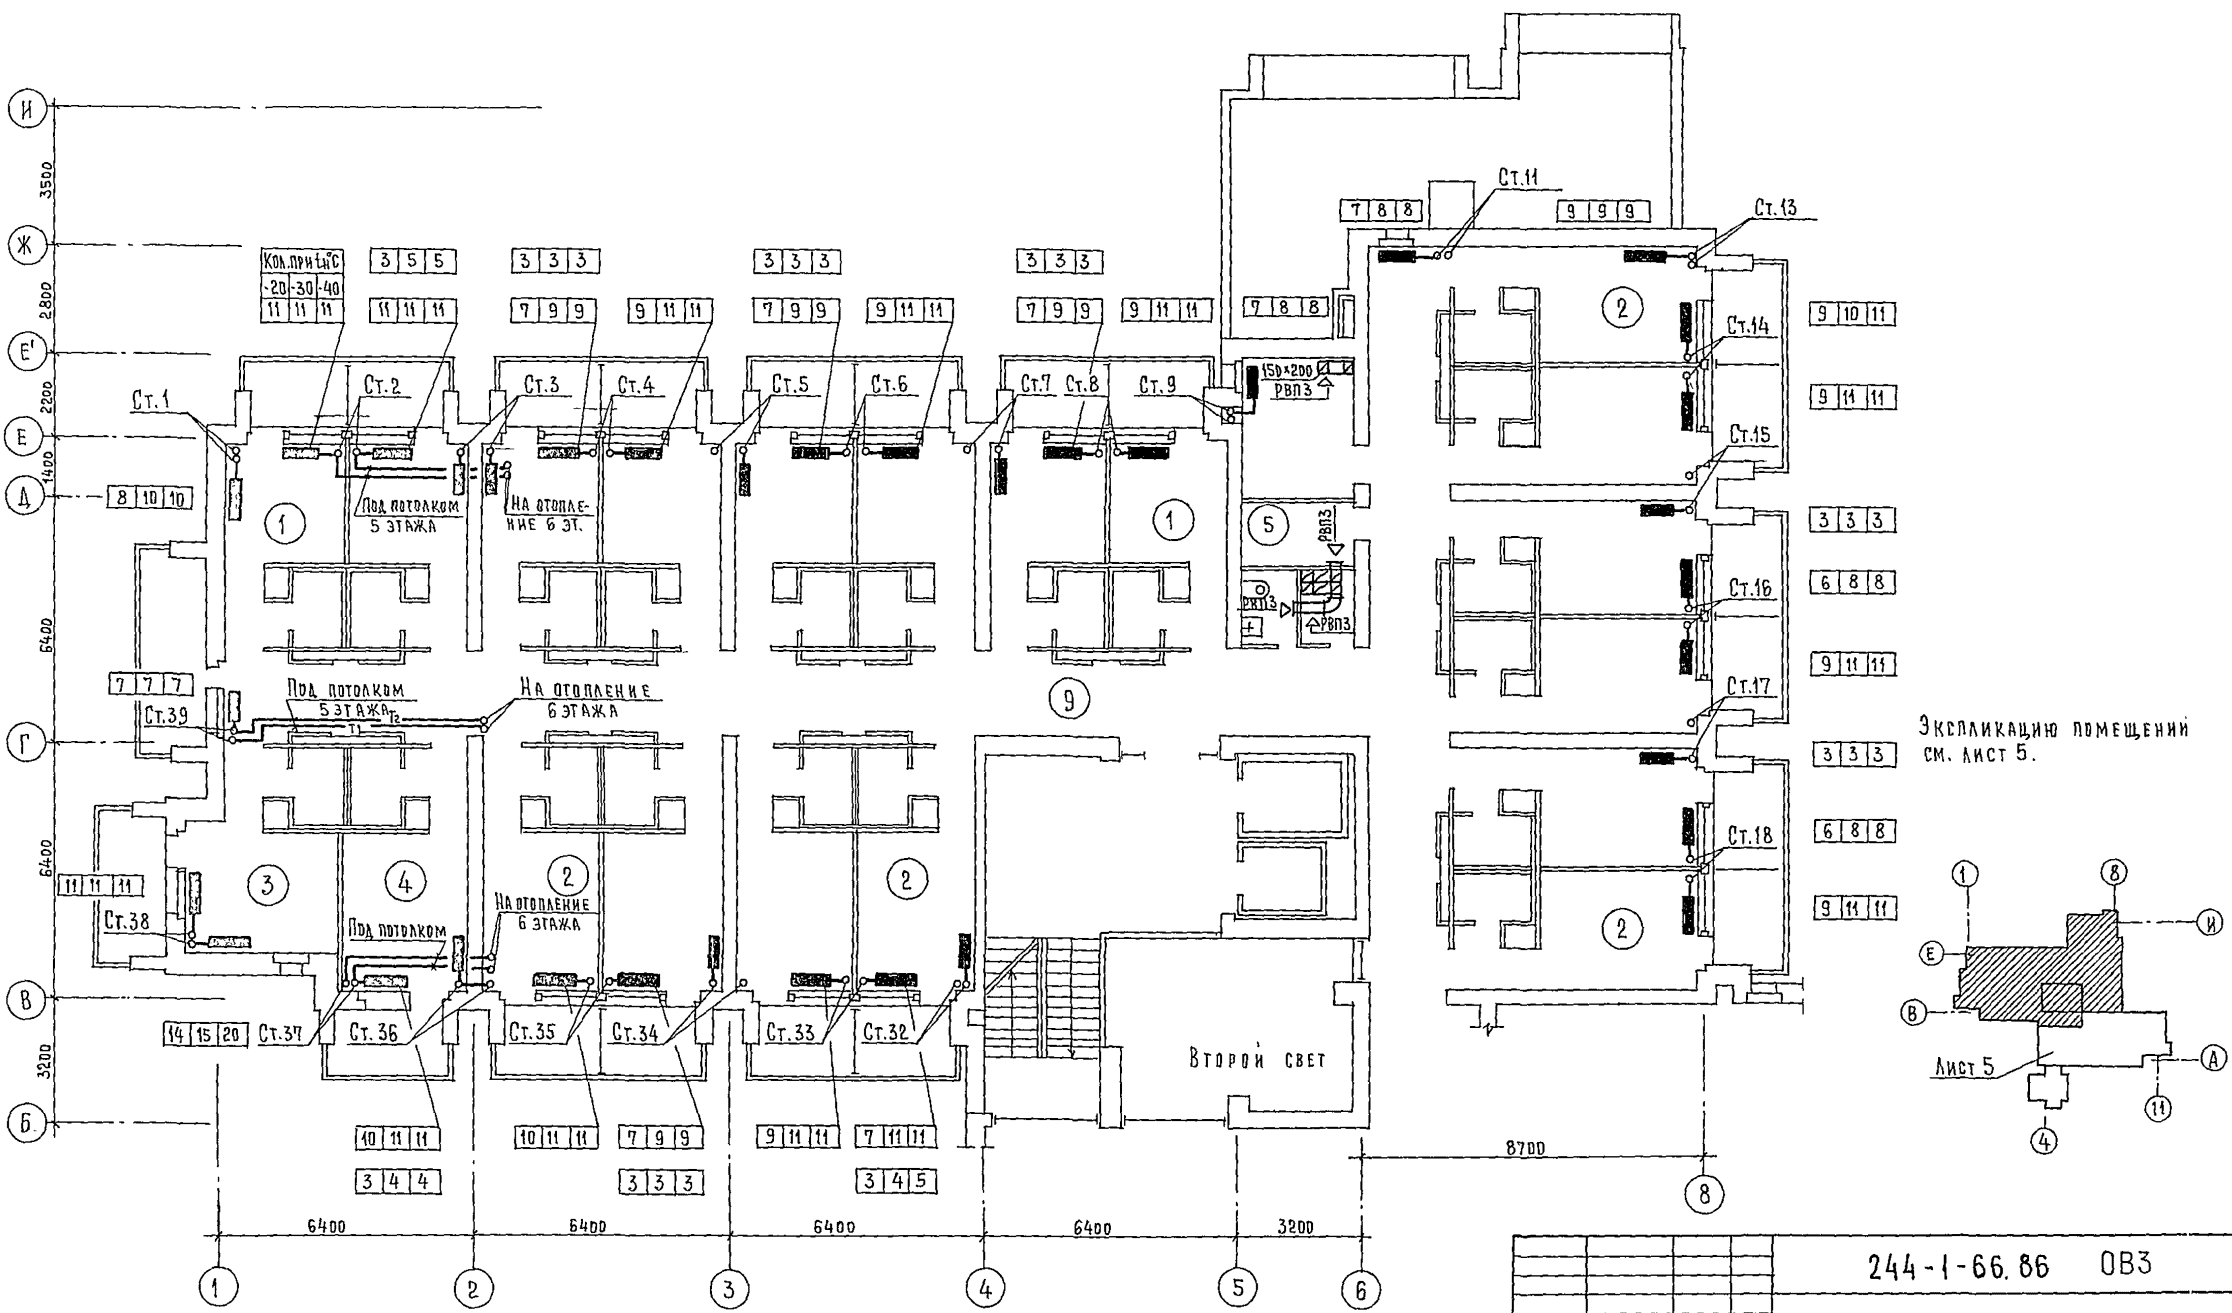 И
3500
Ст.11
7 8 8
9 9 9
Ст.13
Ж
Кол.при tн°С
-20 -30 -40
11 11 11
3 5 5
11 11 11
3 3 3
7 9 9
9 11 11
3 3 3
7 9 9
9 11 11
3 3 3
7 9 9
9 11 11
7 8 8
2
9 10 11
2800
Е'
Ст.14
Ст.1
Ст.2
Ст.3
Ст.4
Ст.5
Ст.6
Ст.7
Ст.8
Ст.9
150×200
РВПЗ
2200
9 11 11
Е
Ст.15
1400
Д
8 10 10
Под потолком
5 этажа
На отопле-
ние 6 эт.
1
1
5
РВПЗ
3 3 3
6 8 8
Ст.16
РВПЗ
РВПЗ
6400
9 11 11
7 7 7
Ст.39
Под потолком
5 этажа
Т2
Т1
На отопление
6 этажа
9
Ст.17
Г
Экспликацию помещений
см. лист 5.
3 3 3
6 8 8
Ст.18
6400
11 11 11
3
4
2
2
9 11 11
2
Ст.38
Под потолком
На отопление
6 этажа
В
14 15 20
Ст.37
Ст.36
Ст.35
Ст.34
Ст.33
Ст.32
Второй свет
3200
Б
10 11 11
10 11 11
7 9 9
9 11 11
7 11 11
3 4 4
3 3 3
3 4 5
8700
8
1
8
И
Е
В
Лист 5
А
11
4
6400
6400
6400
6400
3200
1
2
3
4
5
6
244-1-66.86 ОВ3